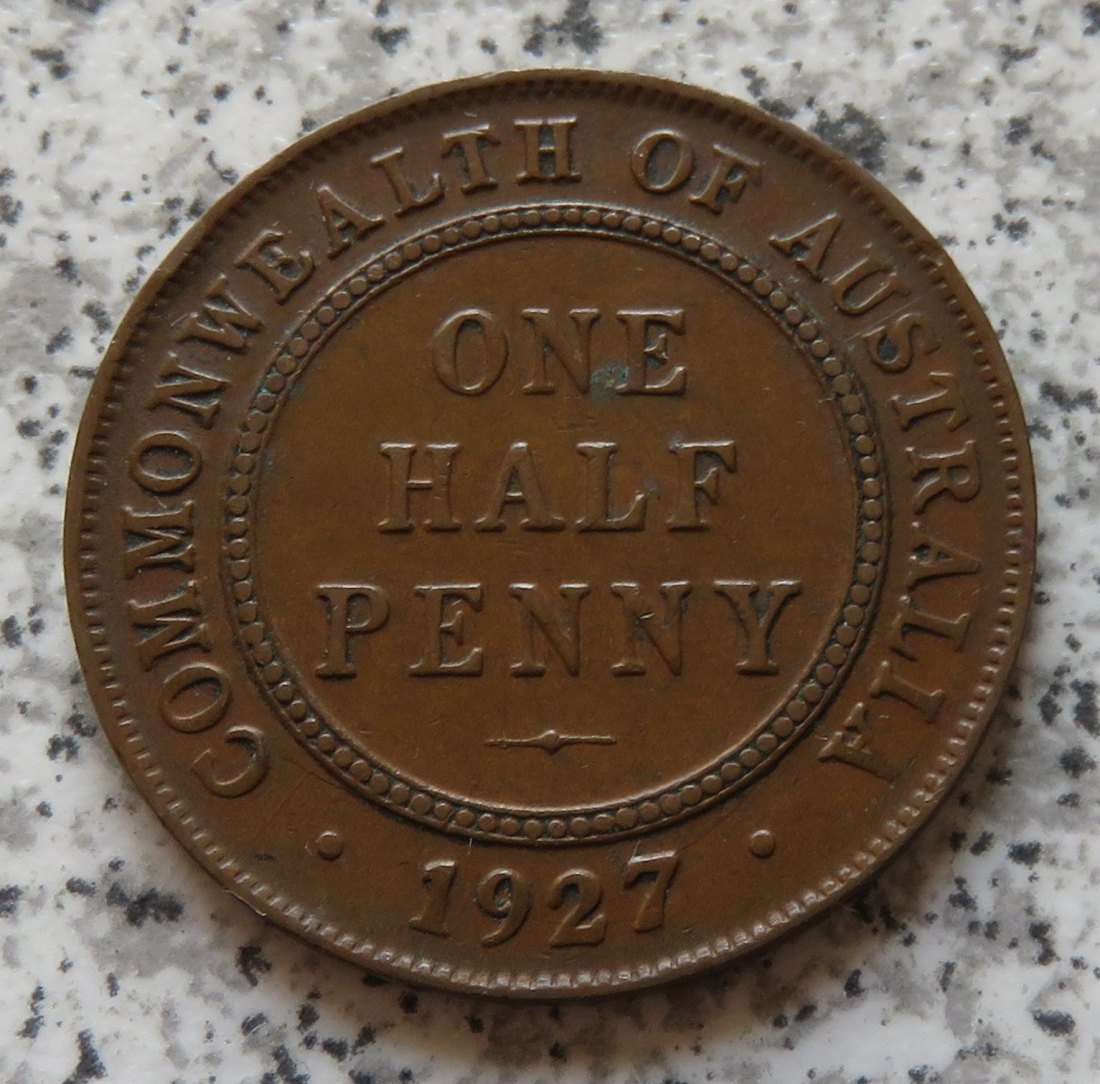 COMMONWEALTH OF AUSTRALIA
ONE
HALF
PENNY
· 1927 ·